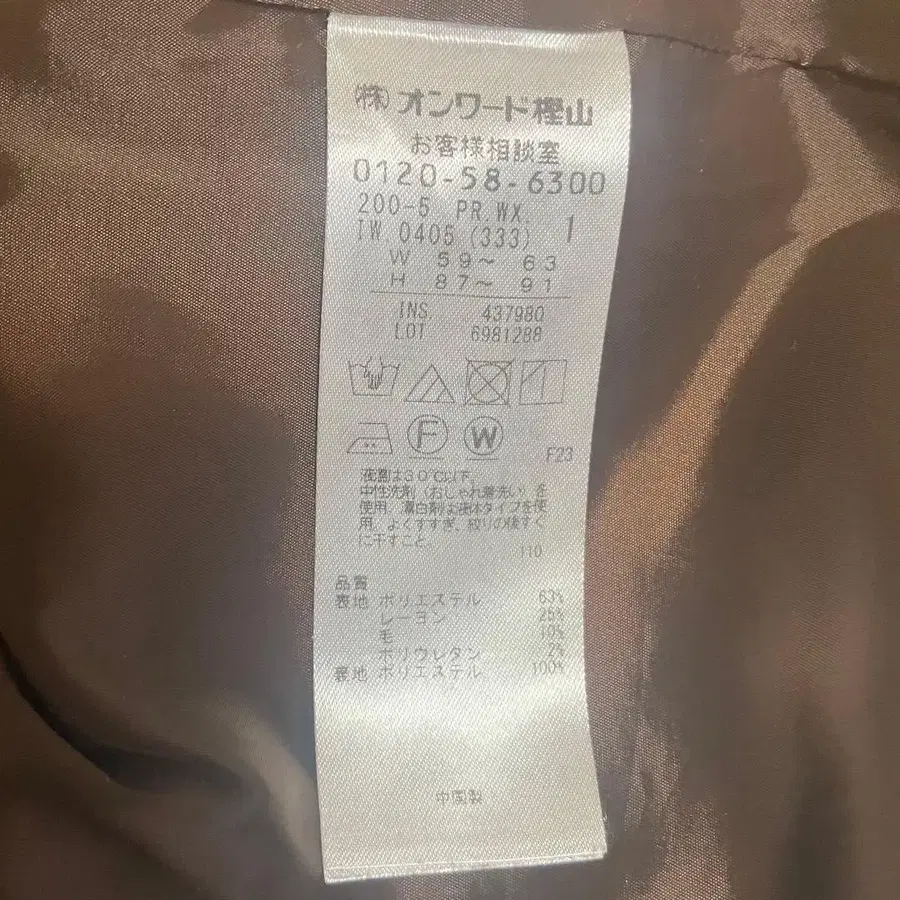 ㈱オンワード樫山
お客様相談室
0120-58-6300
200-5 PR.WX. 1
IW 0405 (333)
W 59〜 63
H 87〜 91
INS. 437980
LOT 6981288
F W
F23
液温は30℃以下。
中性洗剤(おしゃれ着洗い)を
使用。漂白剤は液体タイプを使
用。よくすすぎ、絞りの後すぐ
に干すこと。
110
品質
表地 ポリエステル 63%
レーヨン 25%
毛 10%
ポリウレタン 2%
裏地 ポリエステル 100%
中国製